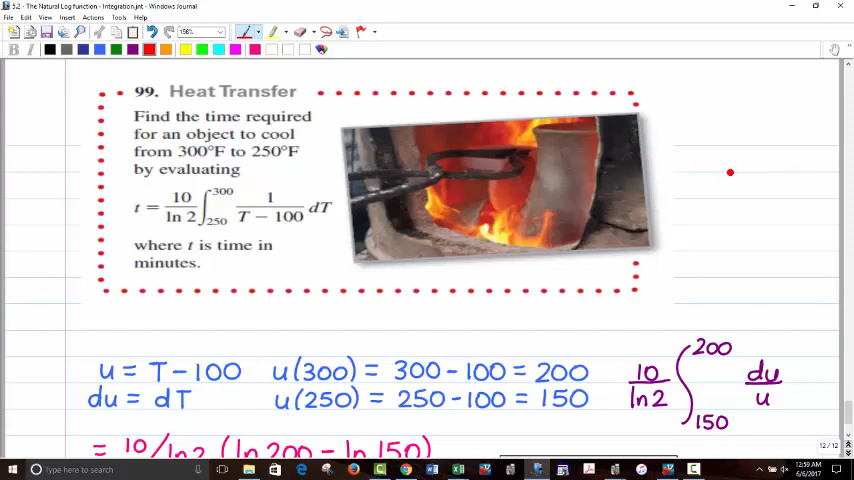 5.2 - The Natural Log function - Integration.jnt - Windows Journal
File Edit View Insert Actions Tools Help
156%
B I
99. Heat Transfer
Find the time required
for an object to cool
from 300°F to 250°F
by evaluating
t = 10/ln 2 ∫_250^300 1/(T − 100) dT
where t is time in
minutes.
u = T - 100 u(300) = 300 - 100 = 200
du = dT u(250) = 250 - 100 = 150
10/ln2 ∫_150^200 du/u
= 10/ln2 (ln 200 - ln 150)
12 / 12
Type here to search
12:59 AM
6/6/2017